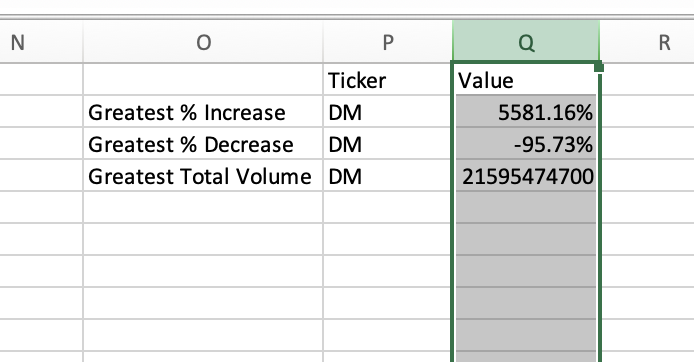 N O P Q R
Ticker Value
Greatest % Increase DM 5581.16%
Greatest % Decrease DM -95.73%
Greatest Total Volume DM 21595474700